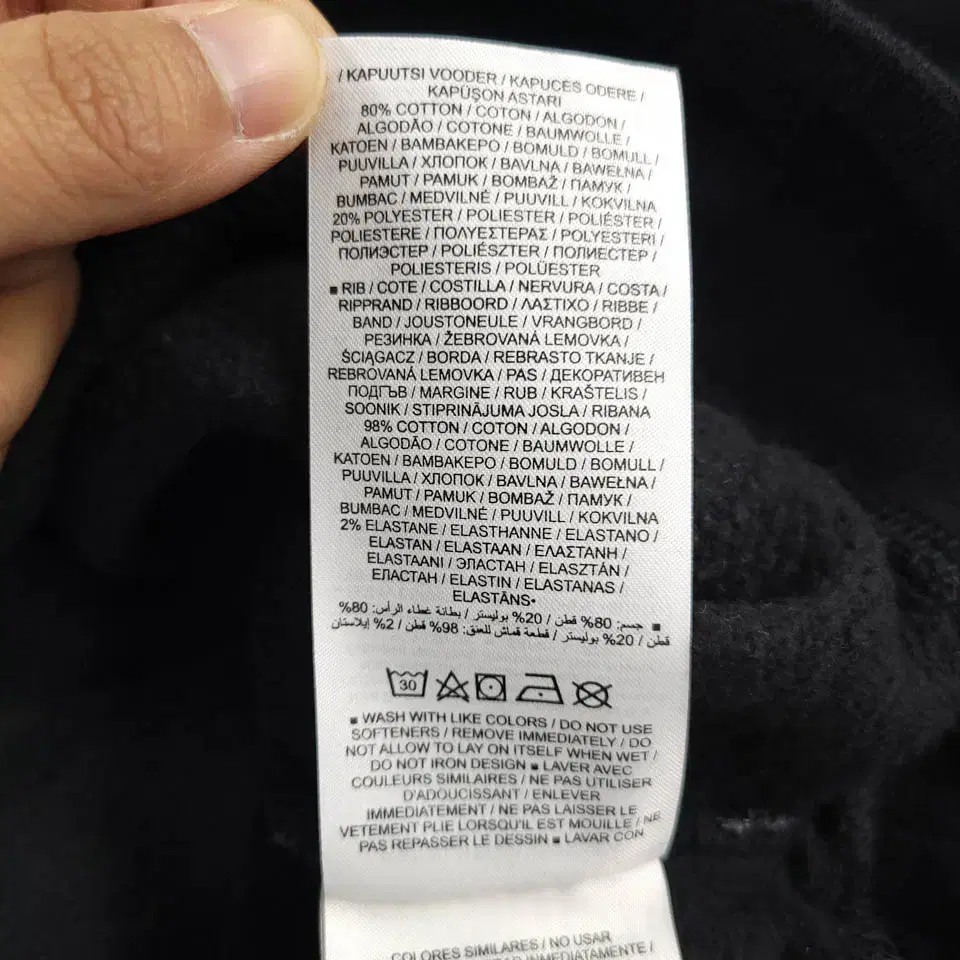 / KAPUUTSI VOODER / KAPUCES ODERE /
KAPÜŞON ASTARI
80% COTTON / COTON / ALGODON /
ALGODÃO / COTONE / BAUMWOLLE /
KATOEN / ΒΑΜΒΑΚΕΡΟ / BOMULD / BOMULL /
PUUVILLA / ХЛОПОК / BAVLNA / BAWEŁNA /
PAMUT / PAMUK / BOMBAŽ / ПАМУК /
BUMBAC / MEDVILNĖ / PUUVILL / KOKVILNA
20% POLYESTER / POLIESTER / POLIÉSTER /
POLIESTERE / ΠΟΛΥΕΣΤΕΡΑΣ / POLYESTERI /
ПОЛИЭСТЕР / POLIÉSZTER / ПОЛИЕСТЕР /
POLIESTERIS / POLÜESTER
▪ RIB / COTE / COSTILLA / NERVURA / COSTA /
RIPPRAND / RIBBOORD / ΛΑΣΤΙΧΟ / RIBBE /
BAND / JOUSTONEULE / VRANGBORD /
РЕЗИНКА / ŽEBROVANÁ LEMOVKA /
ŚCIĄGACZ / BORDA / REBRASTO TKANJE /
REBROVANÁ LEMOVKA / PAS / ДЕКОРАТИВЕН
ПОДГЪВ / MARGINE / RUB / KRAŠTELIS /
SOONIK / STIPRINĀJUMA JOSLA / RIBANA
98% COTTON / COTON / ALGODON /
ALGODÃO / COTONE / BAUMWOLLE /
KATOEN / ΒΑΜΒΑΚΕΡΟ / BOMULD / BOMULL /
PUUVILLA / ХЛОПОК / BAVLNA / BAWEŁNA /
PAMUT / PAMUK / BOMBAŽ / ПАМУК /
BUMBAC / MEDVILNĖ / PUUVILL / KOKVILNA
2% ELASTANE / ELASTHANNE / ELASTANO /
ELASTAN / ELASTAAN / ΕΛΑΣΤΑΝΗ /
ELASTAANI / ЭЛАСТАН / ELASZTÁN /
ЕЛАСТАН / ELASTIN / ELASTANAS /
ELASTĀNS•
▪ جسم: 80% قطن / 20% بوليستر / بطانة غطاء الرأس: 80%
قطن / 20% بوليستر / قطعة قماش للعنق: 98% قطن / 2% إيلاستان
30
▪ WASH WITH LIKE COLORS / DO NOT USE
SOFTENERS / REMOVE IMMEDIATELY / DO
NOT ALLOW TO LAY ON ITSELF WHEN WET /
DO NOT IRON DESIGN ▪ LAVER AVEC
COULEURS SIMILAIRES / NE PAS UTILISER
D'ADOUCISSANT / ENLEVER
IMMEDIATEMENT / NE PAS LAISSER LE
VETEMENT PLIE LORSQU'IL EST MOUILLE / NE
PAS REPASSER LE DESSIN ▪ LAVAR CON
COLORES SIMILARES / NO USAR
INMEDIATAMENTE /